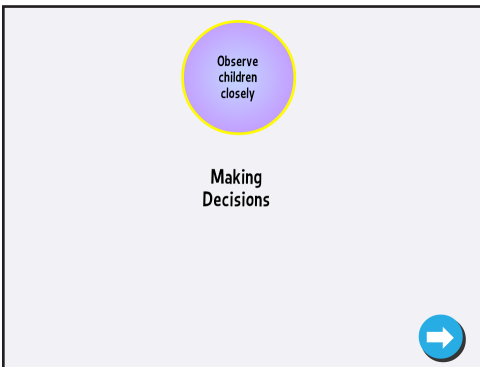 Observe
children
closely
Making
Decisions